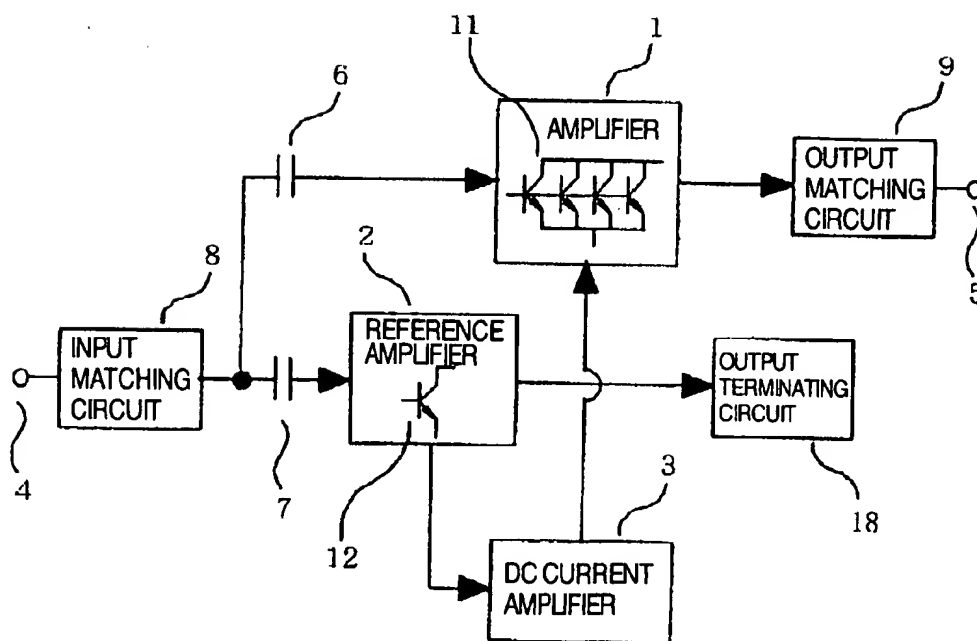 11
1
9
6
AMPLIFIER
OUTPUT
MATCHING
CIRCUIT
8
2
5
INPUT
MATCHING
CIRCUIT
REFERENCE
AMPLIFIER
OUTPUT
TERMINATING
CIRCUIT
4
7
12
3
18
DC CURRENT
AMPLIFIER